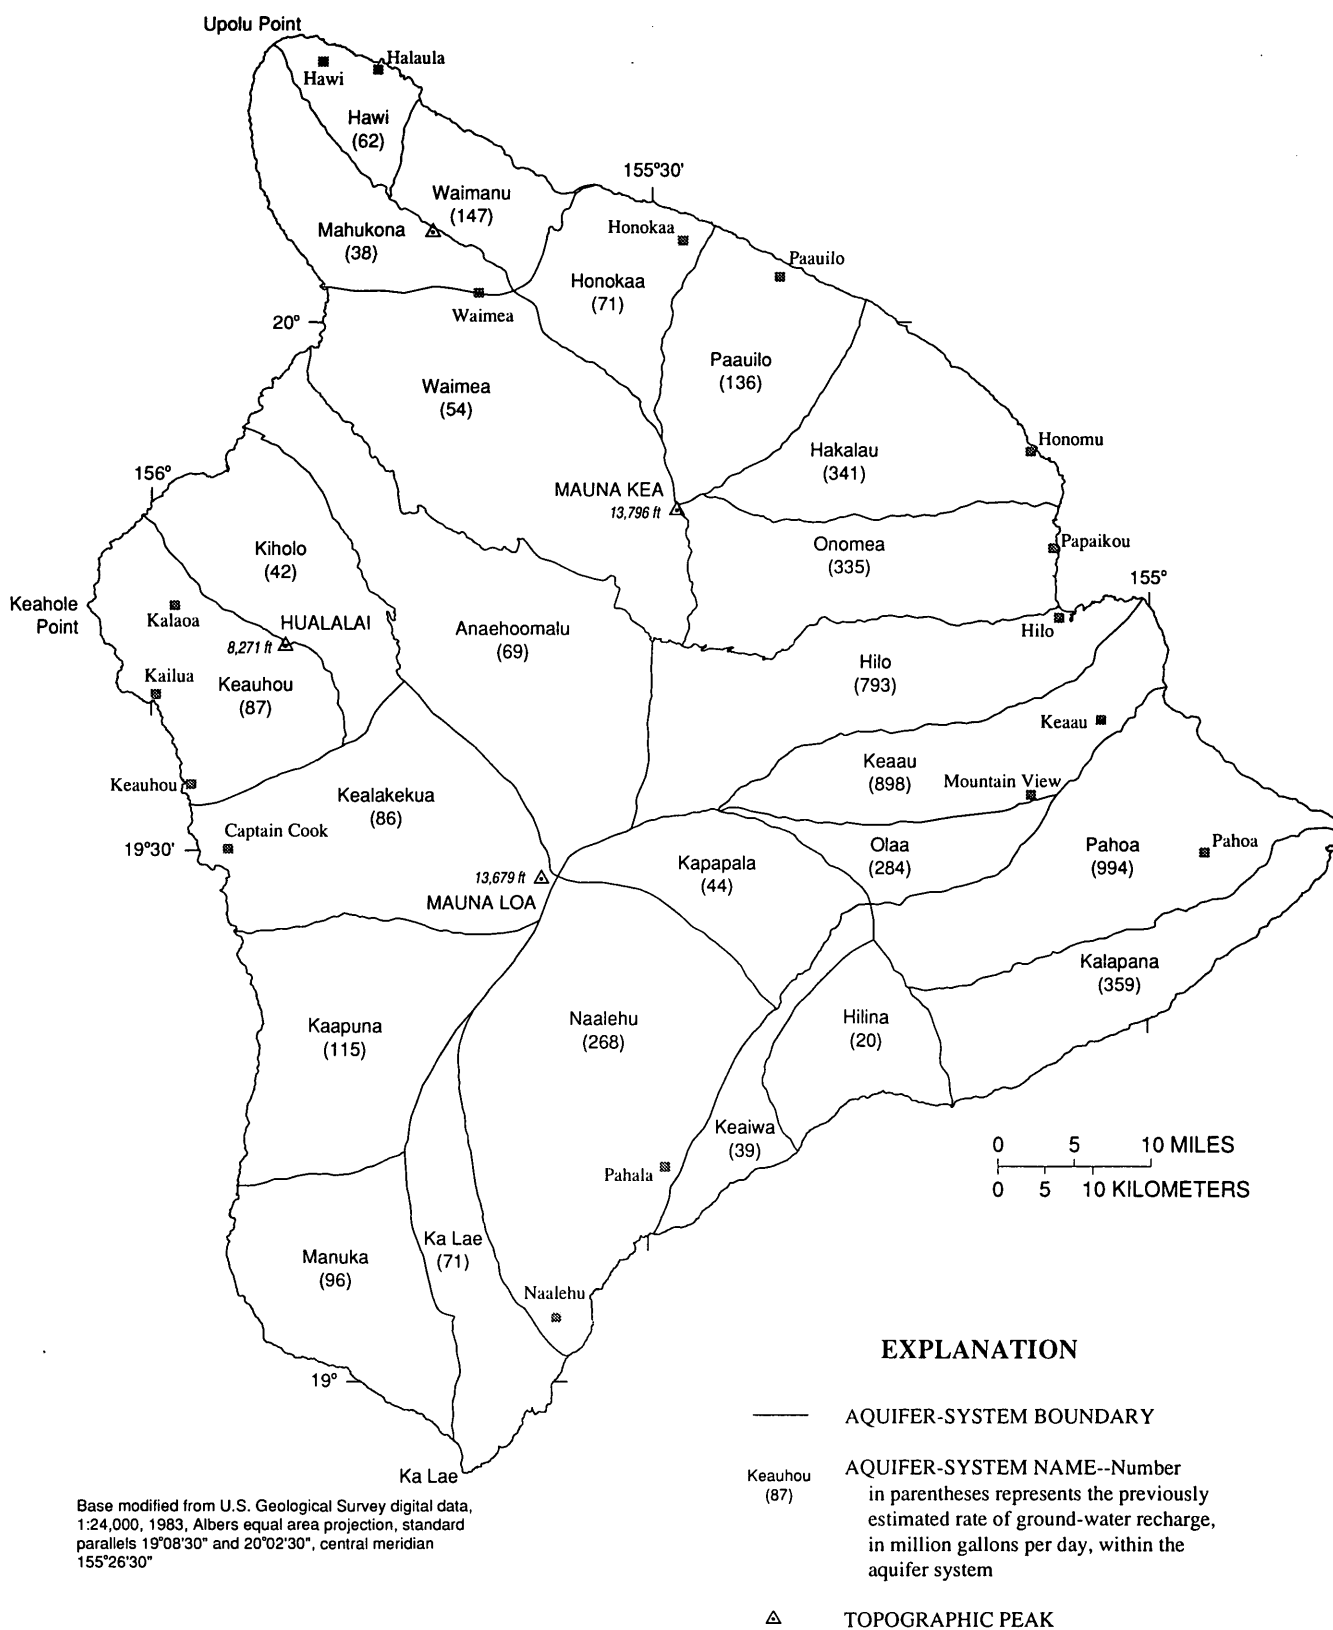 Upolu Point
Halaula
Hawi
Hawi
(62)
155°30'
Waimanu
(147)
Mahukona
(38)
Honokaa
Paauilo
Honokaa
(71)
Waimea
20°
Paauilo
(136)
Waimea
(54)
Honomu
Hakalau
(341)
156°
MAUNA KEA
13,796 ft
Papaikou
Onomea
(335)
Kiholo
(42)
155°
Keahole
Point
Kalaoa
HUALALAI
8,271 ft
Anaehoomalu
(69)
Hilo
Hilo
(793)
Kailua
Keauhou
(87)
Keaau
Keaau
(898)
Mountain View
Keauhou
Kealakekua
(86)
Captain Cook
19°30'
Olaa
(284)
Pahoa
(994)
Pahoa
Kapapala
(44)
13,679 ft
MAUNA LOA
Kalapana
(359)
Kaapuna
(115)
Naalehu
(268)
Hilina
(20)
Keaiwa
(39)
0 5 10 MILES
0 5 10 KILOMETERS
Pahala
Ka Lae
(71)
Manuka
(96)
Naalehu
19°
Ka Lae
Base modified from U.S. Geological Survey digital data,
1:24,000, 1983, Albers equal area projection, standard
parallels 19°08'30" and 20°02'30", central meridian
155°26'30"
EXPLANATION
AQUIFER-SYSTEM BOUNDARY
Keauhou
(87)
AQUIFER-SYSTEM NAME--Number
in parentheses represents the previously
estimated rate of ground-water recharge,
in million gallons per day, within the
aquifer system
TOPOGRAPHIC PEAK